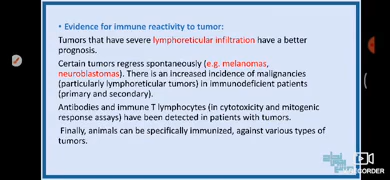 • Evidence for immune reactivity to tumor:
Tumors that have severe lymphoreticular infiltration have a better
prognosis.
Certain tumors regress spontaneously (e.g. melanomas,
neuroblastomas). There is an increased incidence of malignancies
(particularly lymphoreticular tumors) in immunodeficient patients
(primary and secondary).
Antibodies and immune T lymphocytes (in cytotoxicity and mitogenic
response assays) have been detected in patients with tumors.
Finally, animals can be specifically immunized, against various types of
tumors.
RECORDER